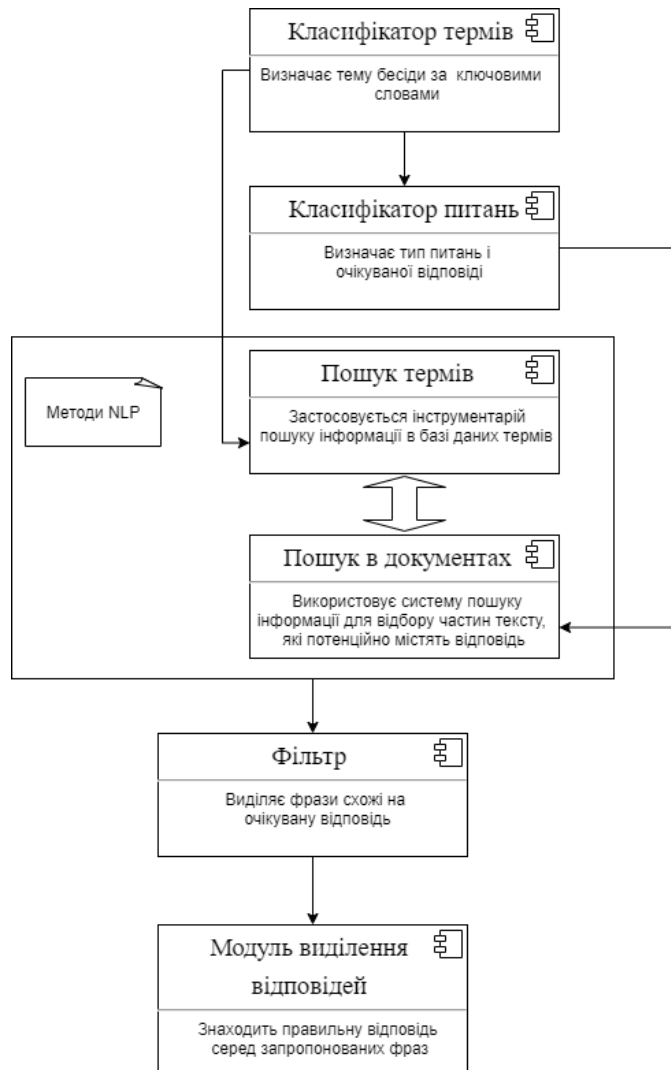 Класифікатор термів
Визначає тему бесіди за ключовими
словами
Класифікатор питань
Визначає тип питань і
очікуваної відповіді
Методи NLP
Пошук термів
Застосовується інструментарій
пошуку інформації в базі даних термів
Пошук в документах
Використовує систему пошуку
інформації для відбору частин тексту,
які потенційно містять відповідь
Фільтр
Виділяє фрази схожі на
очікувану відповідь
Модуль виділення
відповідей
Знаходить правильну відповідь
серед запропонованих фраз